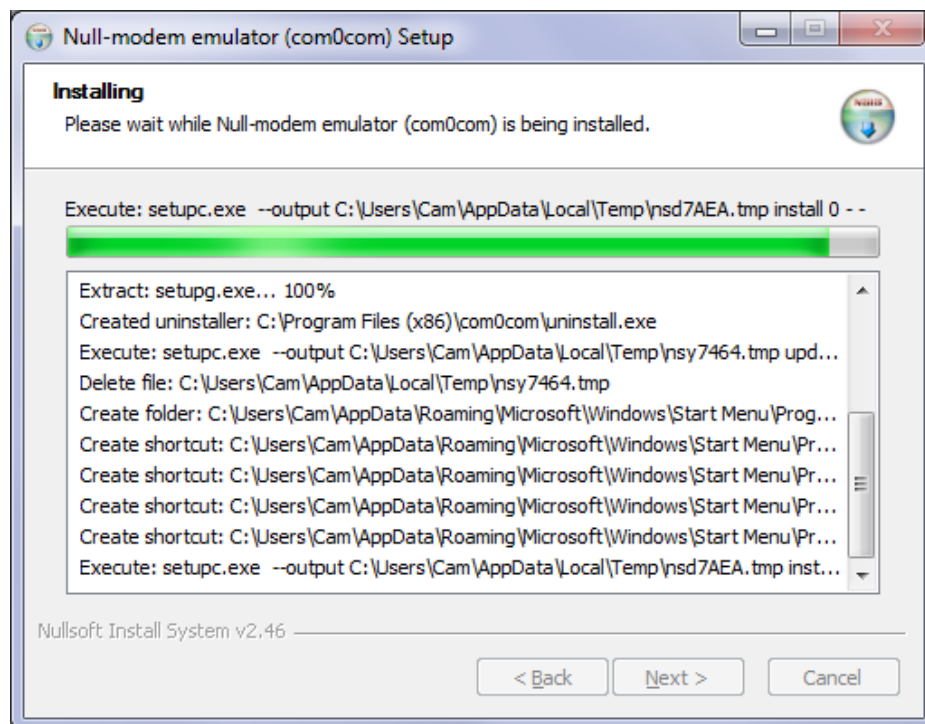 Null-modem emulator (com0com) Setup
Installing
Please wait while Null-modem emulator (com0com) is being installed.
Execute: setupc.exe --output C:\Users\Cam\AppData\Local\Temp\nsd7AEA.tmp install 0 - -
Extract: setupg.exe... 100%
Created uninstaller: C:\Program Files (x86)\com0com\uninstall.exe
Execute: setupc.exe --output C:\Users\Cam\AppData\Local\Temp\nsy7464.tmp upd...
Delete file: C:\Users\Cam\AppData\Local\Temp\nsy7464.tmp
Create folder: C:\Users\Cam\AppData\Roaming\Microsoft\Windows\Start Menu\Prog...
Create shortcut: C:\Users\Cam\AppData\Roaming\Microsoft\Windows\Start Menu\Pr...
Create shortcut: C:\Users\Cam\AppData\Roaming\Microsoft\Windows\Start Menu\Pr...
Create shortcut: C:\Users\Cam\AppData\Roaming\Microsoft\Windows\Start Menu\Pr...
Create shortcut: C:\Users\Cam\AppData\Roaming\Microsoft\Windows\Start Menu\Pr...
Execute: setupc.exe --output C:\Users\Cam\AppData\Local\Temp\nsd7AEA.tmp inst...
Nullsoft Install System v2.46
< Back
Next >
Cancel